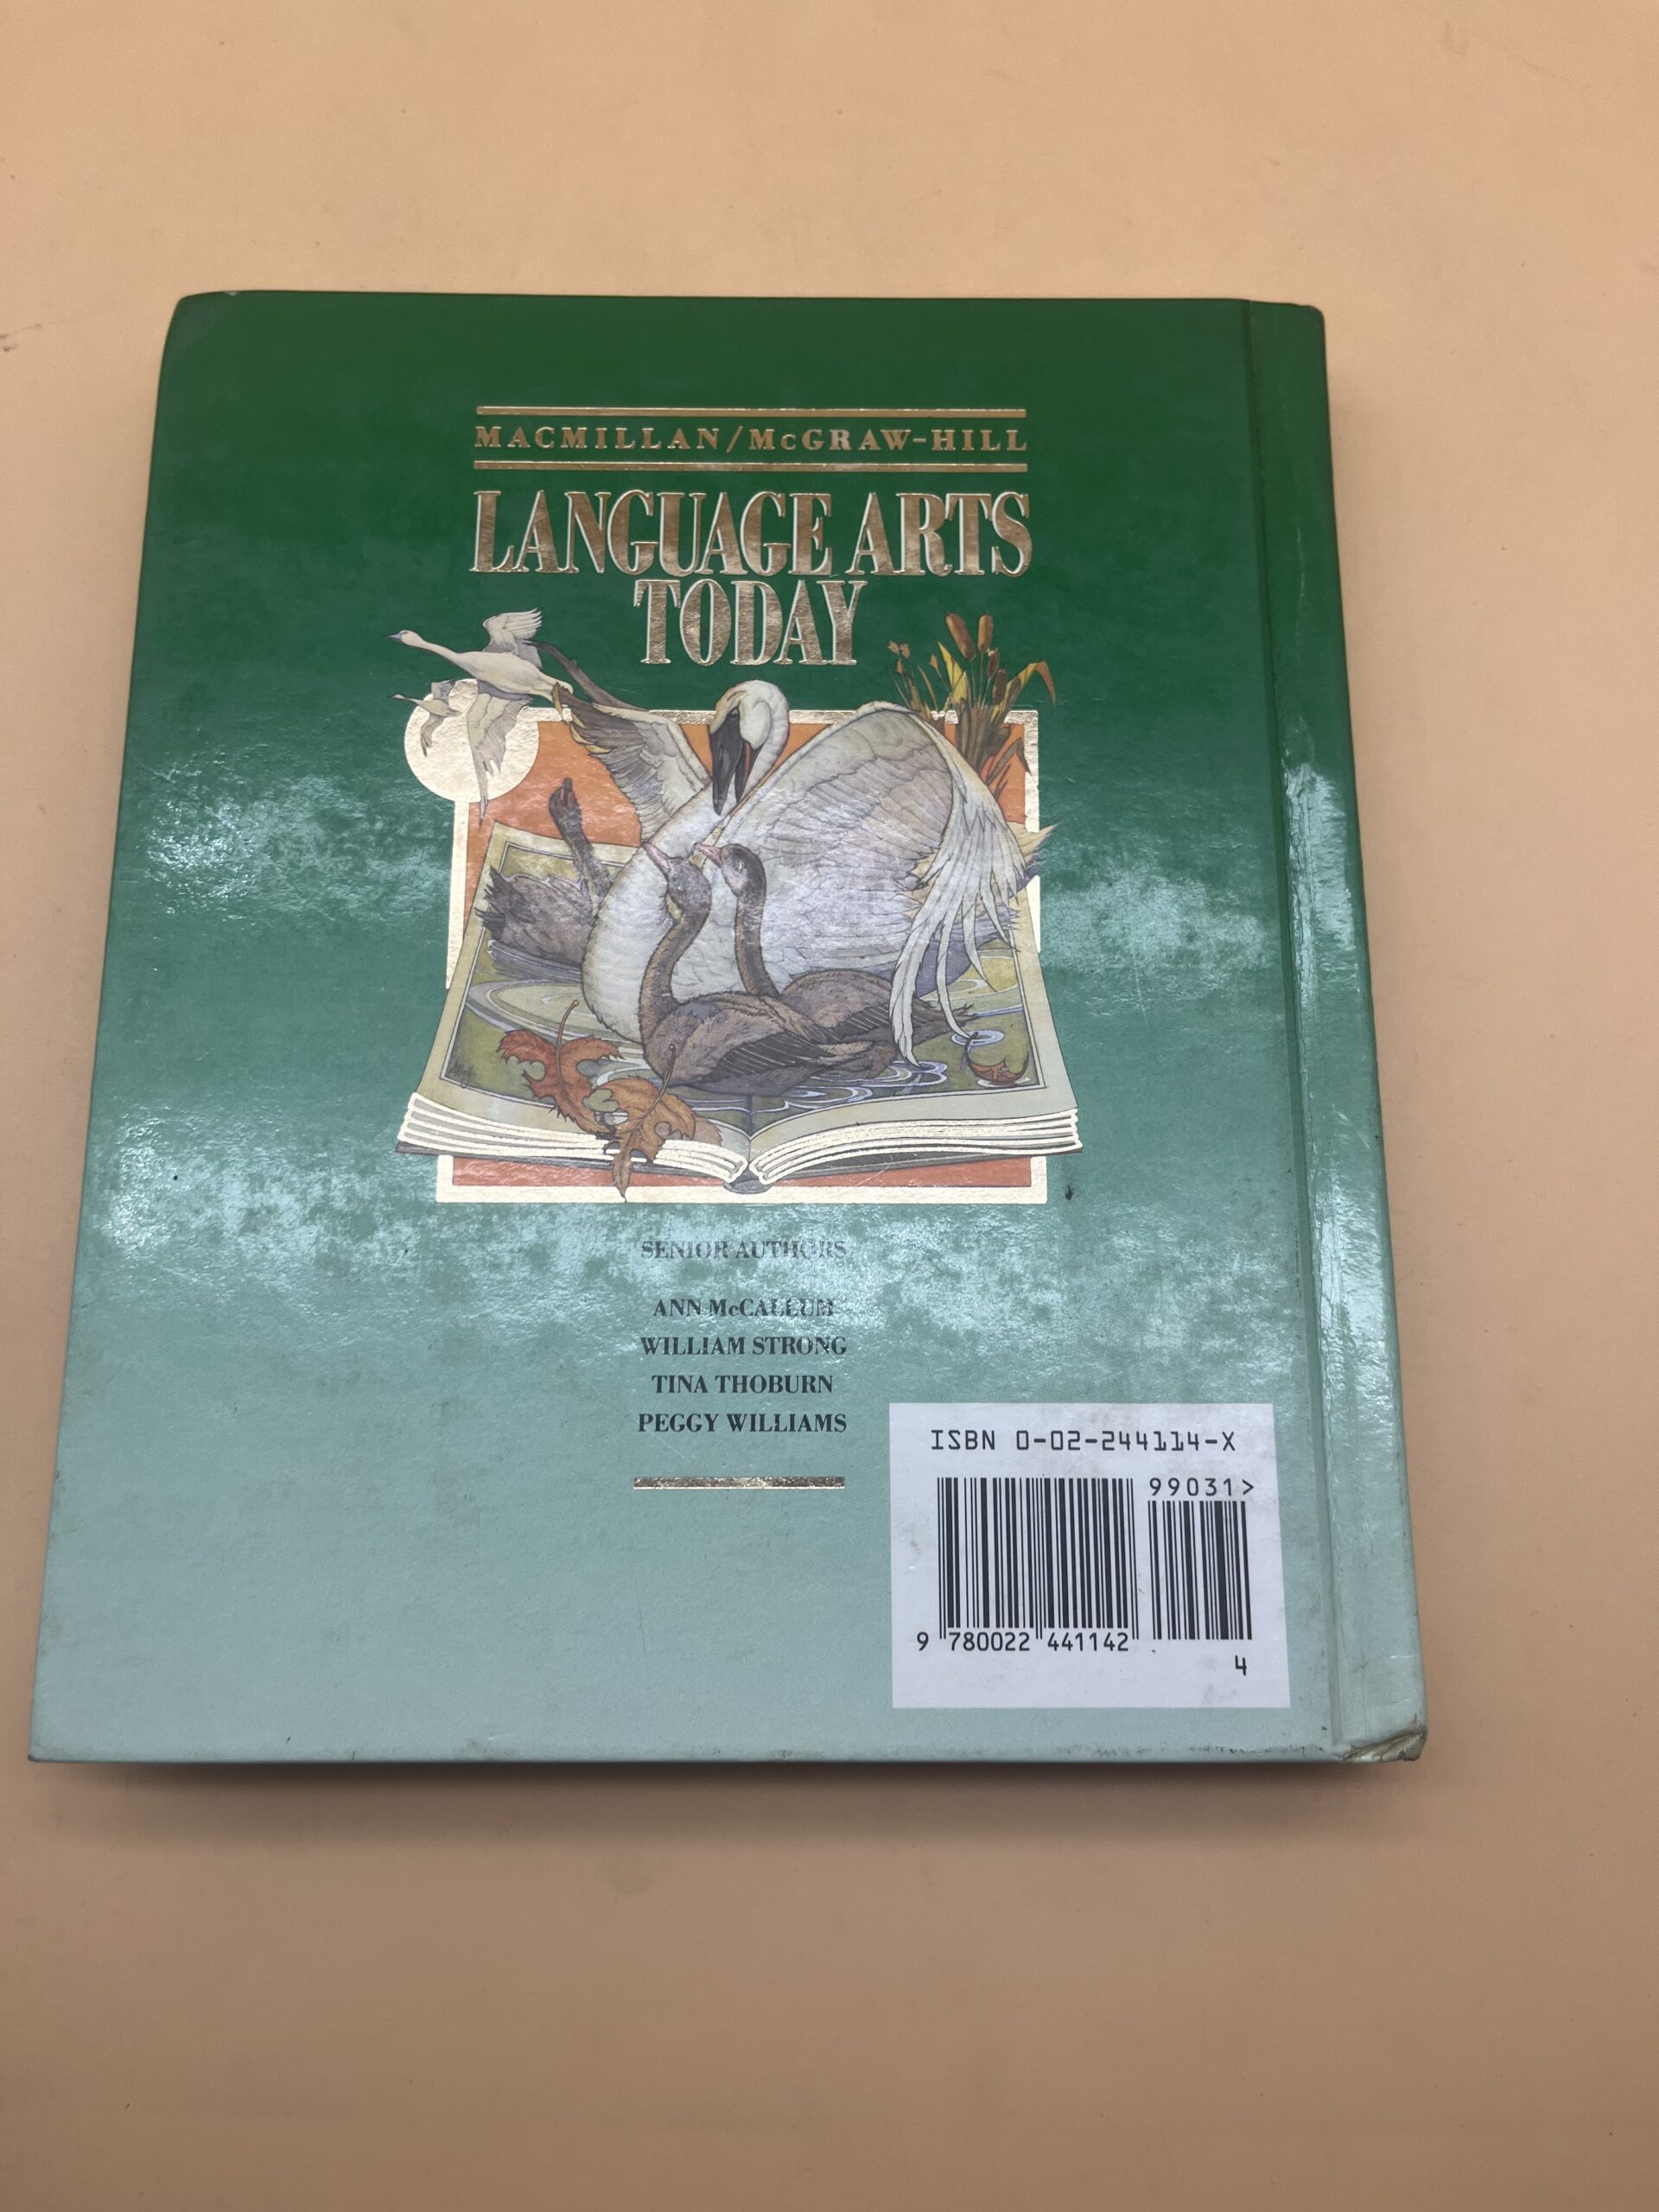 MACMILLAN/McGRAW-HILL
LANGUAGE ARTS
TODAY
SENIOR AUTHORS
ANN McCALLUM
WILLIAM STRONG
TINA THOBURN
PEGGY WILLIAMS
ISBN 0-02-244114-X
99031>
9 780022 441142
4